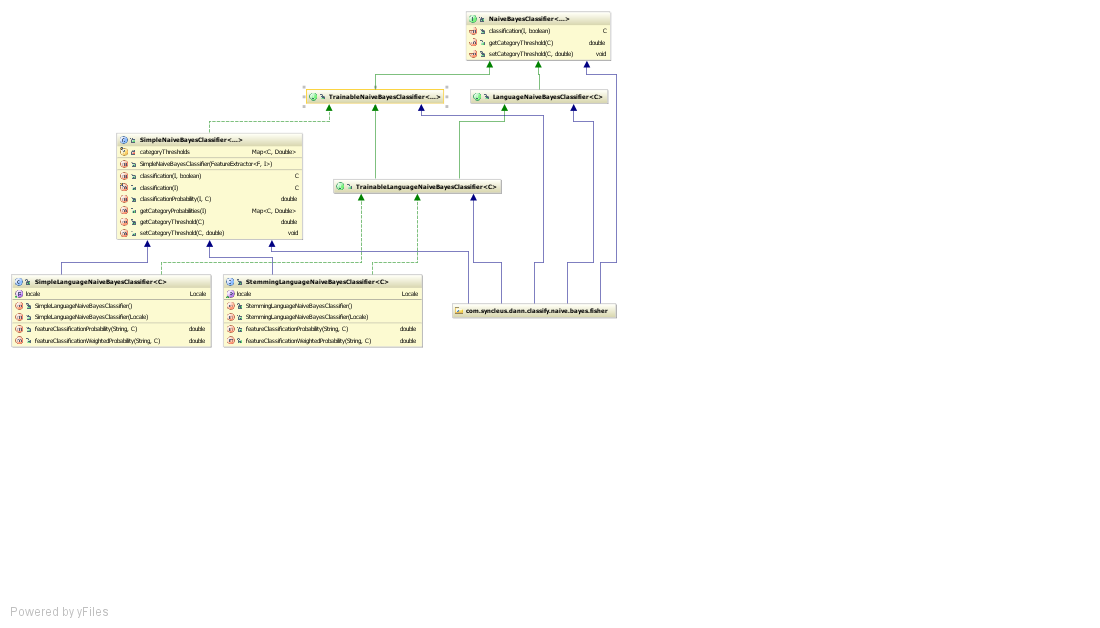 NaiveBayesClassifier<...>
classification(I, boolean) C
getCategoryThreshold(C) double
setCategoryThreshold(C, double) void
TrainableNaiveBayesClassifier<...>
LanguageNaiveBayesClassifier<C>
SimpleNaiveBayesClassifier<...>
categoryThresholds Map<C, Double>
SimpleNaiveBayesClassifier(FeatureExtractor<F, I>)
classification(I, boolean) C
classification(I) C
classificationProbability(I, C) double
getCategoryProbabilities(I) Map<C, Double>
getCategoryThreshold(C) double
setCategoryThreshold(C, double) void
TrainableLanguageNaiveBayesClassifier<C>
SimpleLanguageNaiveBayesClassifier<C>
locale Locale
SimpleLanguageNaiveBayesClassifier()
SimpleLanguageNaiveBayesClassifier(Locale)
featureClassificationProbability(String, C) double
featureClassificationWeightedProbability(String, C) double
StemmingLanguageNaiveBayesClassifier<C>
locale Locale
StemmingLanguageNaiveBayesClassifier()
StemmingLanguageNaiveBayesClassifier(Locale)
featureClassificationProbability(String, C) double
featureClassificationWeightedProbability(String, C) double
com.syncleus.dann.classify.naive.bayes.fisher
Powered by yFiles